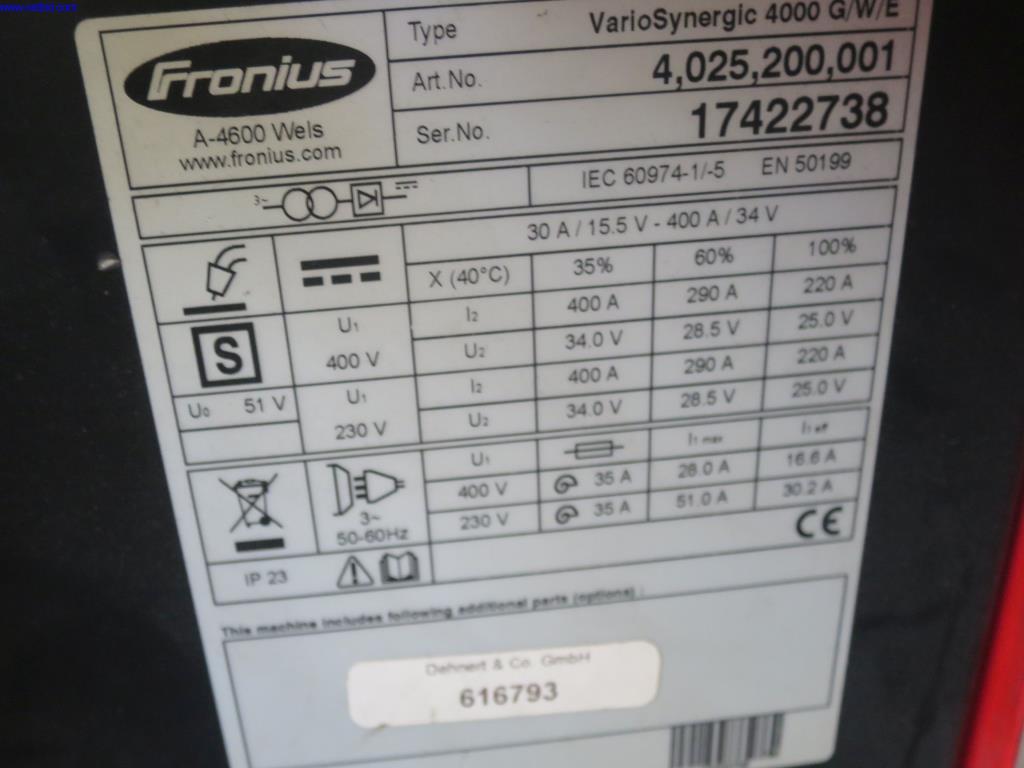 Fronius
A-4600 Wels
www.fronius.com
Type VarioSynergic 4000 G/W/E
Art.No. 4,025,200,001
Ser.No. 17422738
3~ IEC 60974-1/-5 EN 50199
30 A / 15.5 V - 400 A / 34 V
X (40°C) 35% 60% 100%
U1 400 V I2 400 A 290 A 220 A
U2 34.0 V 28.5 V 25.0 V
S
U0 51 V
U1 230 V I2 400 A 290 A 220 A
U2 34.0 V 28.5 V 25.0 V
U1 I1 max I1 eff
400 V 35 A 28.0 A 16.6 A
230 V 35 A 51.0 A 30.2 A
3~
50-60Hz
CE
IP 23
This machine includes following additional parts (options) :
Dehnert & Co. GmbH
616793